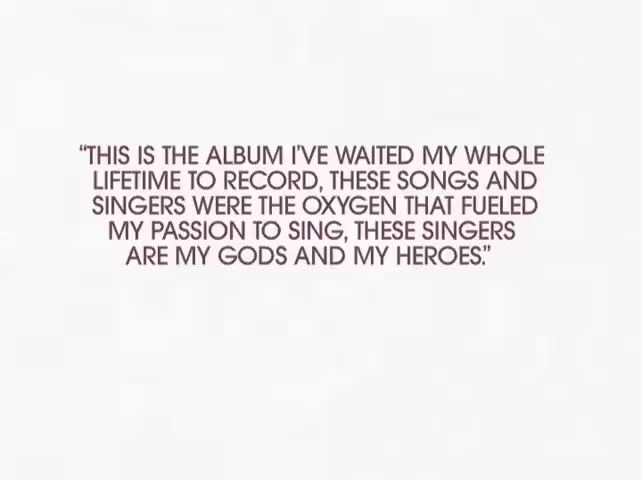 “THIS IS THE ALBUM I’VE WAITED MY WHOLE
LIFETIME TO RECORD, THESE SONGS AND
SINGERS WERE THE OXYGEN THAT FUELED
MY PASSION TO SING, THESE SINGERS
ARE MY GODS AND MY HEROES.”